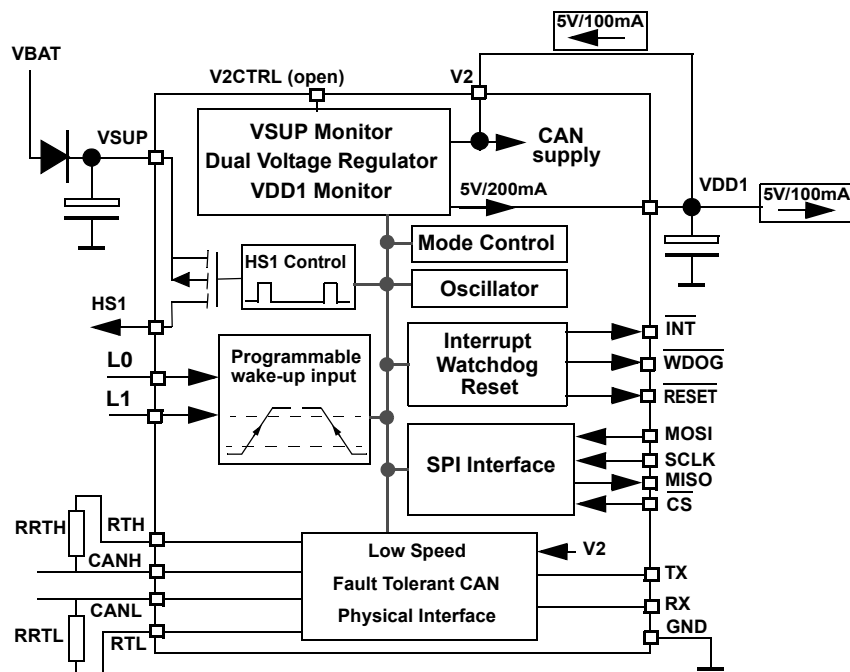 5V/100mA
VBAT
V2CTRL (open)
V2
VSUP
VSUP Monitor
Dual Voltage Regulator
VDD1 Monitor
CAN
supply
5V/200mA
VDD1
5V/100mA
Mode Control
HS1 Control
Oscillator
HS1
L0
L1
Programmable
wake-up input
Interrupt
Watchdog
Reset
INT
WDOG
RESET
SPI Interface
MOSI
SCLK
MISO
CS
RRTH
RTH
CANH
CANL
RRTL
RTL
Low Speed
Fault Tolerant CAN
Physical Interface
V2
TX
RX
GND